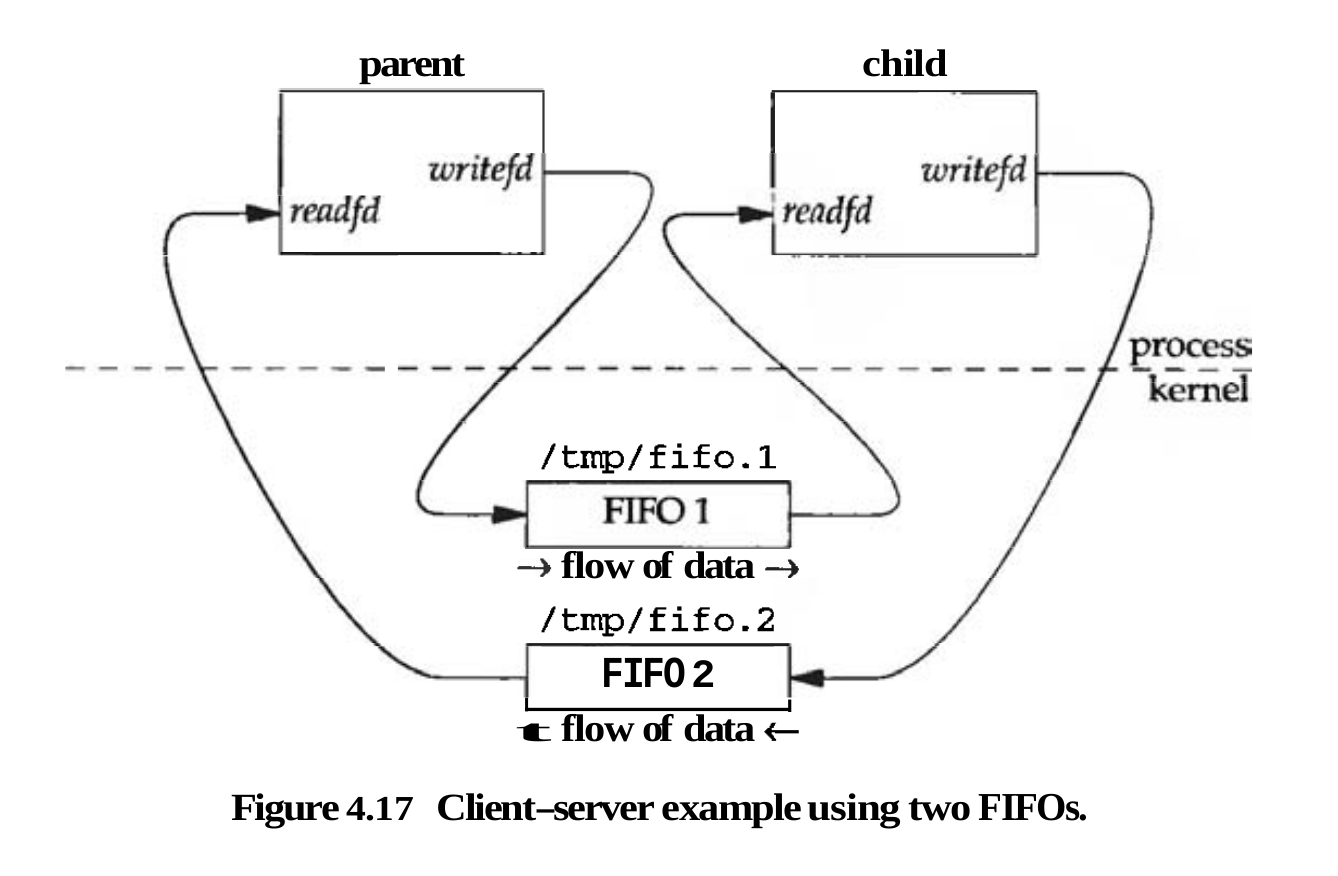 parent
child
writefd
readfd
writefd
readfd
process
kernel
/tmp/fifo.1
FIFO 1
→ flow of data →
/tmp/fifo.2
FIFO 2
← flow of data ←
Figure 4.17 Client–server example using two FIFOs.